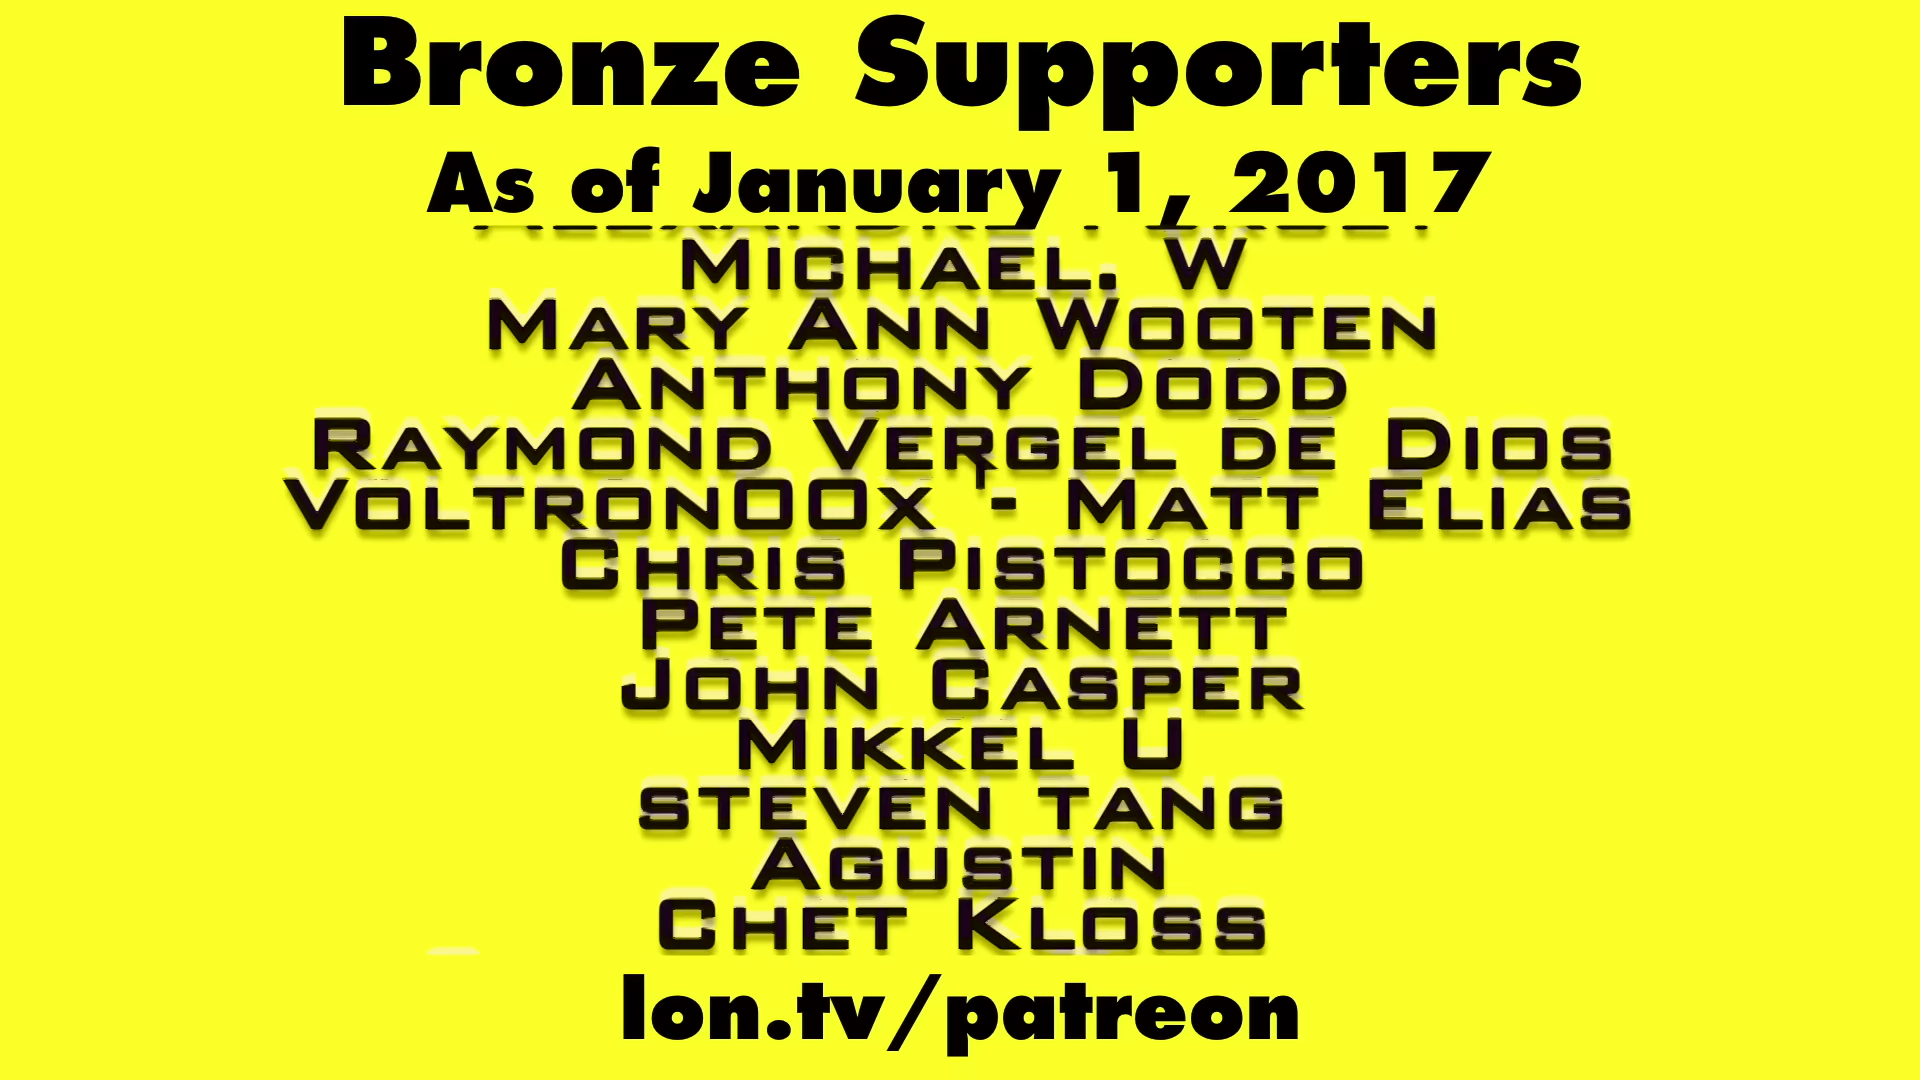 Bronze Supporters
As of January 1, 2017
Michael. W
Mary Ann Wooten
Anthony Dodd
Raymond Vergel de Dios
Voltron00x - Matt Elias
Chris Pistocco
Pete Arnett
John Casper
Mikkel U
steven tang
Agustin
Chet Kloss
lon.tv/patreon